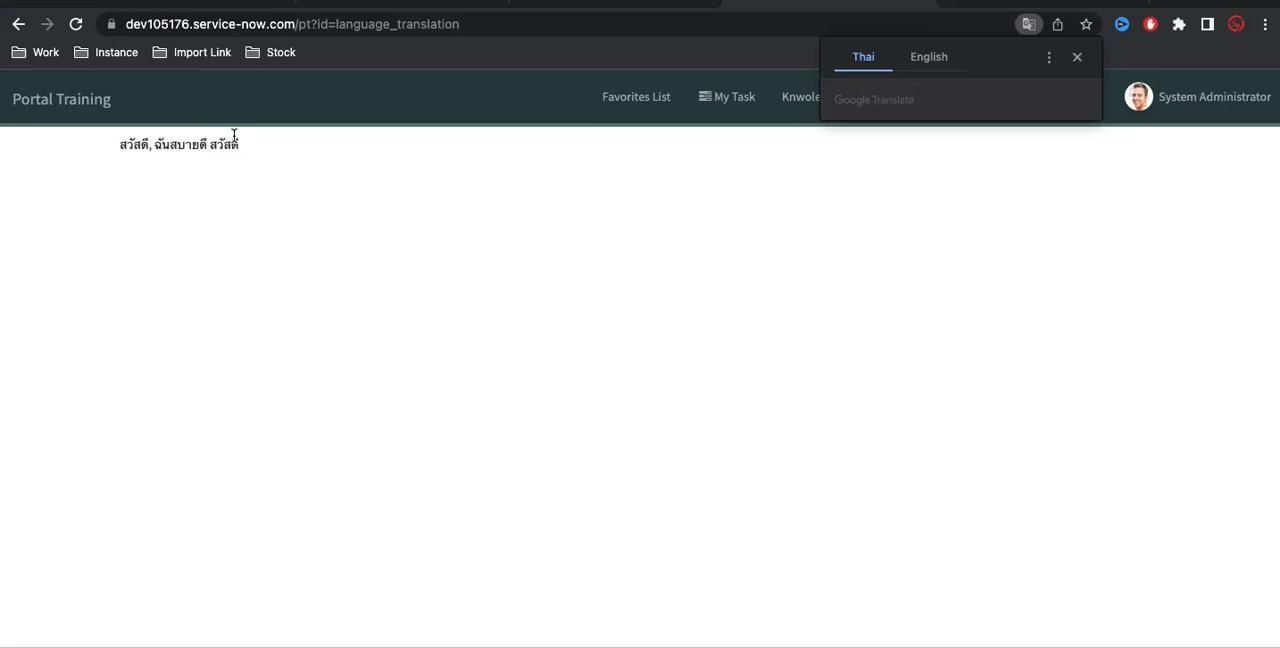 dev105176.service-now.com/pt?id=language_translation
Work Instance Import Link Stock
Thai English
Google Translate
Portal Training
Favorites List My Task Knwole
System Administrator
สวัสดี, ฉันสบายดี สวัสดี